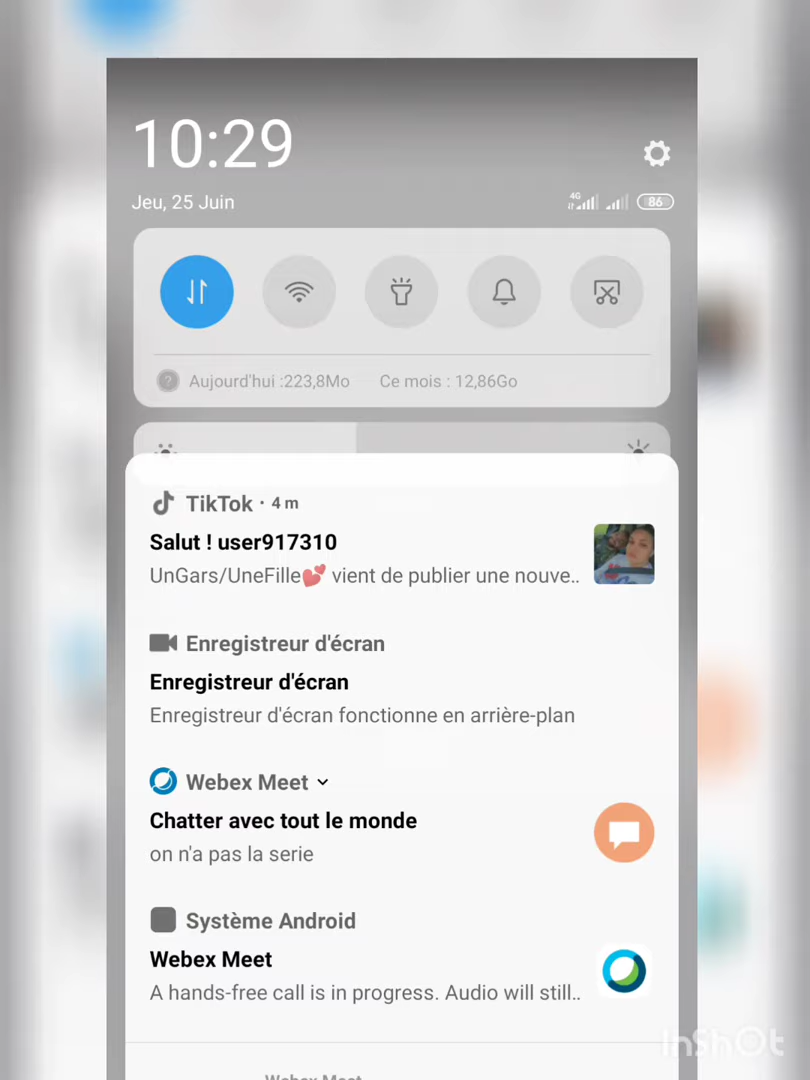 10:29
Jeu, 25 Juin
4G
86
Aujourd'hui :223,8Mo Ce mois : 12,86Go
TikTok · 4 m
Salut ! user917310
UnGars/UneFille💕 vient de publier une nouve..
Enregistreur d'écran
Enregistreur d'écran
Enregistreur d'écran fonctionne en arrière-plan
Webex Meet
Chatter avec tout le monde
on n'a pas la serie
Système Android
Webex Meet
A hands-free call is in progress. Audio will still..
Webex Meet
InShOt